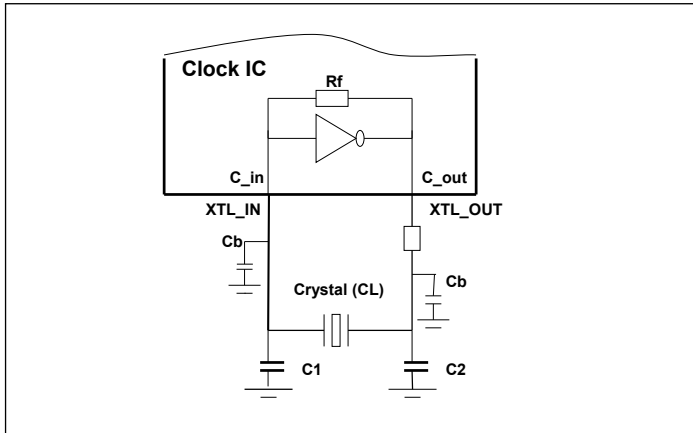 Clock IC
Rf
C_in
C_out
XTL_IN
XTL_OUT
Cb
Crystal (CL)
Cb
C1
C2